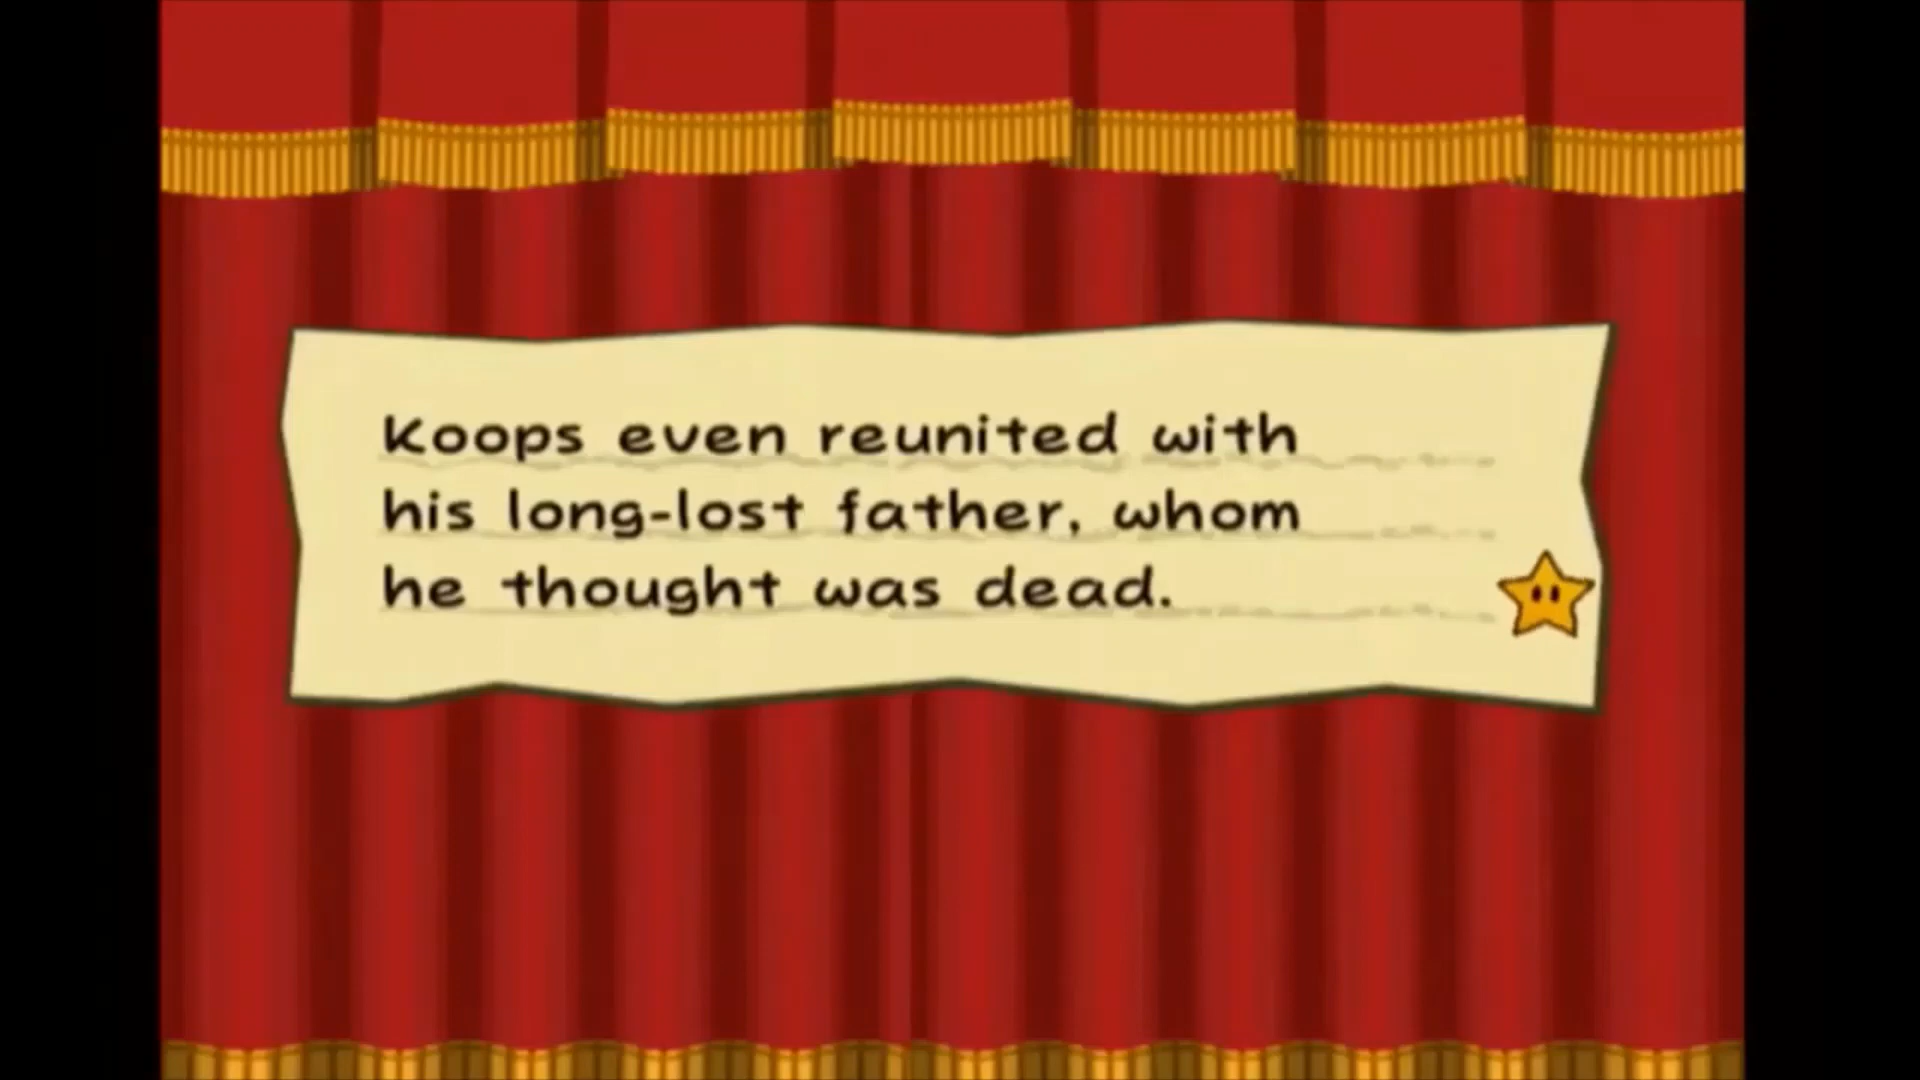 Koops even reunited with
his long-lost father, whom
he thought was dead.